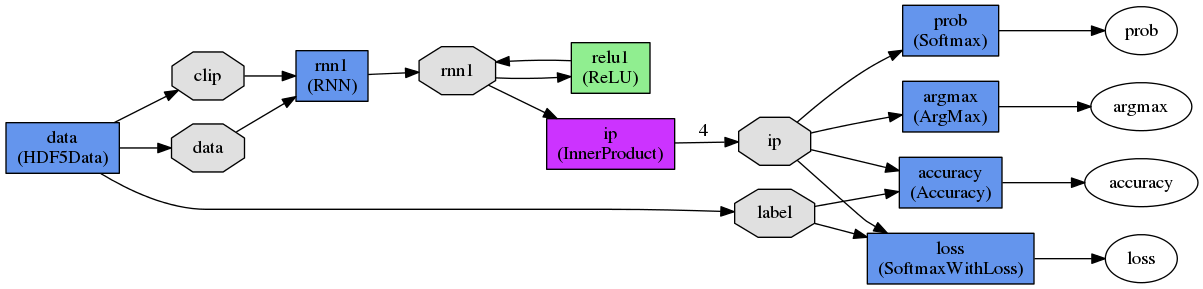 data
(HDF5Data)
clip
data
rnn1
(RNN)
rnn1
relu1
(ReLU)
ip
(InnerProduct)
4
ip
label
prob
(Softmax)
argmax
(ArgMax)
accuracy
(Accuracy)
loss
(SoftmaxWithLoss)
prob
argmax
accuracy
loss